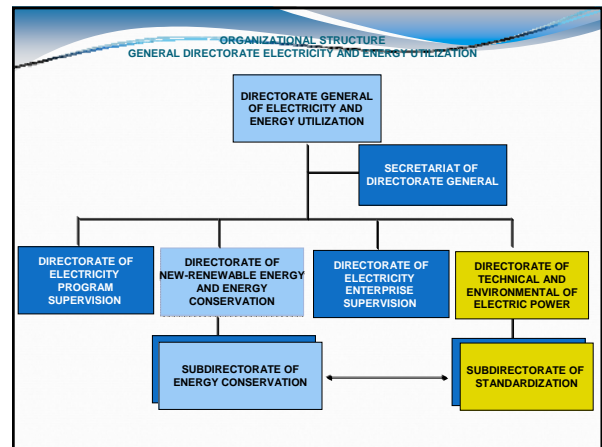 ORGANIZATIONAL STRUCTURE
GENERAL DIRECTORATE ELECTRICITY AND ENERGY UTILIZATION
DIRECTORATE GENERAL
OF ELECTRICITY AND
ENERGY UTILIZATION
SECRETARIAT OF
DIRECTORATE GENERAL
DIRECTORATE OF
ELECTRICITY
PROGRAM
SUPERVISION
DIRECTORATE OF
NEW-RENEWABLE ENERGY
AND ENERGY
CONSERVATION
DIRECTORATE OF
ELECTRICITY
ENTERPRISE
SUPERVISION
DIRECTORATE OF
TECHNICAL AND
ENVIRONMENTAL OF
ELECTRIC POWER
SUBDIRECTORATE OF
ENERGY CONSERVATION
SUBDIRECTORATE OF
STANDARDIZATION